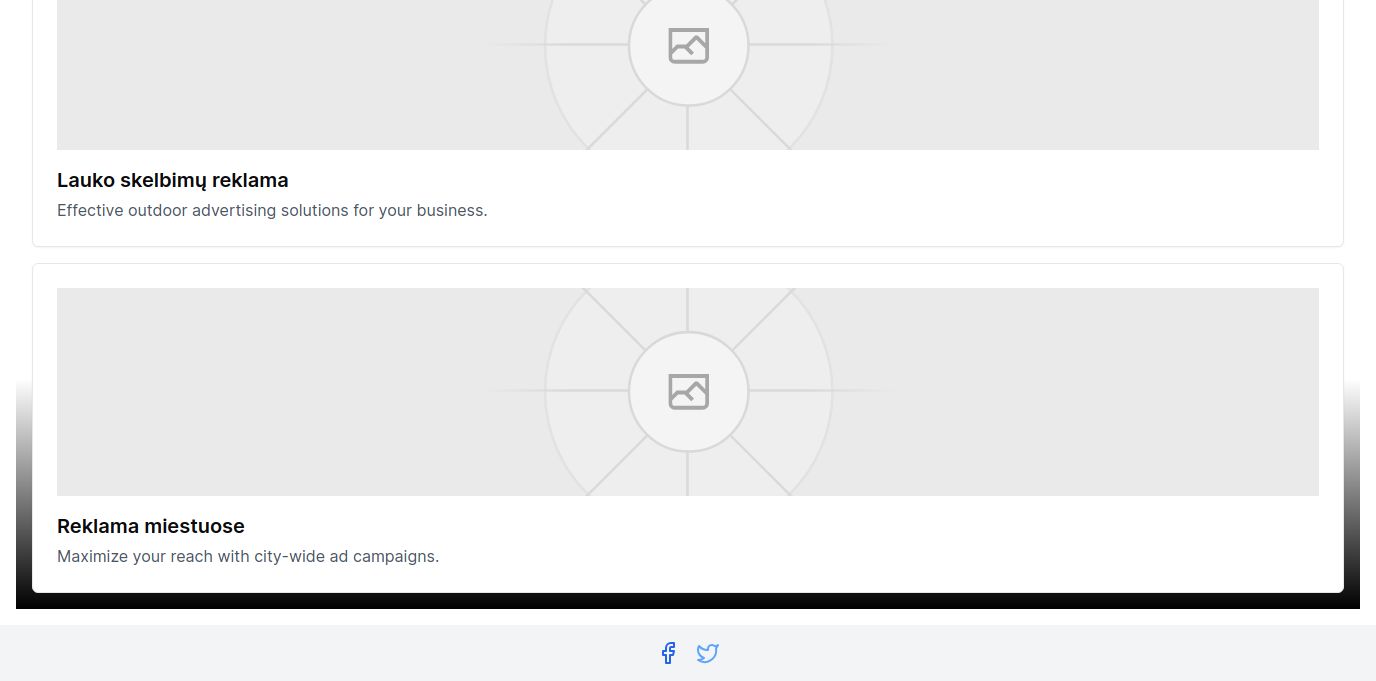 Lauko skelbimų reklama
Effective outdoor advertising solutions for your business.
Reklama miestuose
Maximize your reach with city-wide ad campaigns.